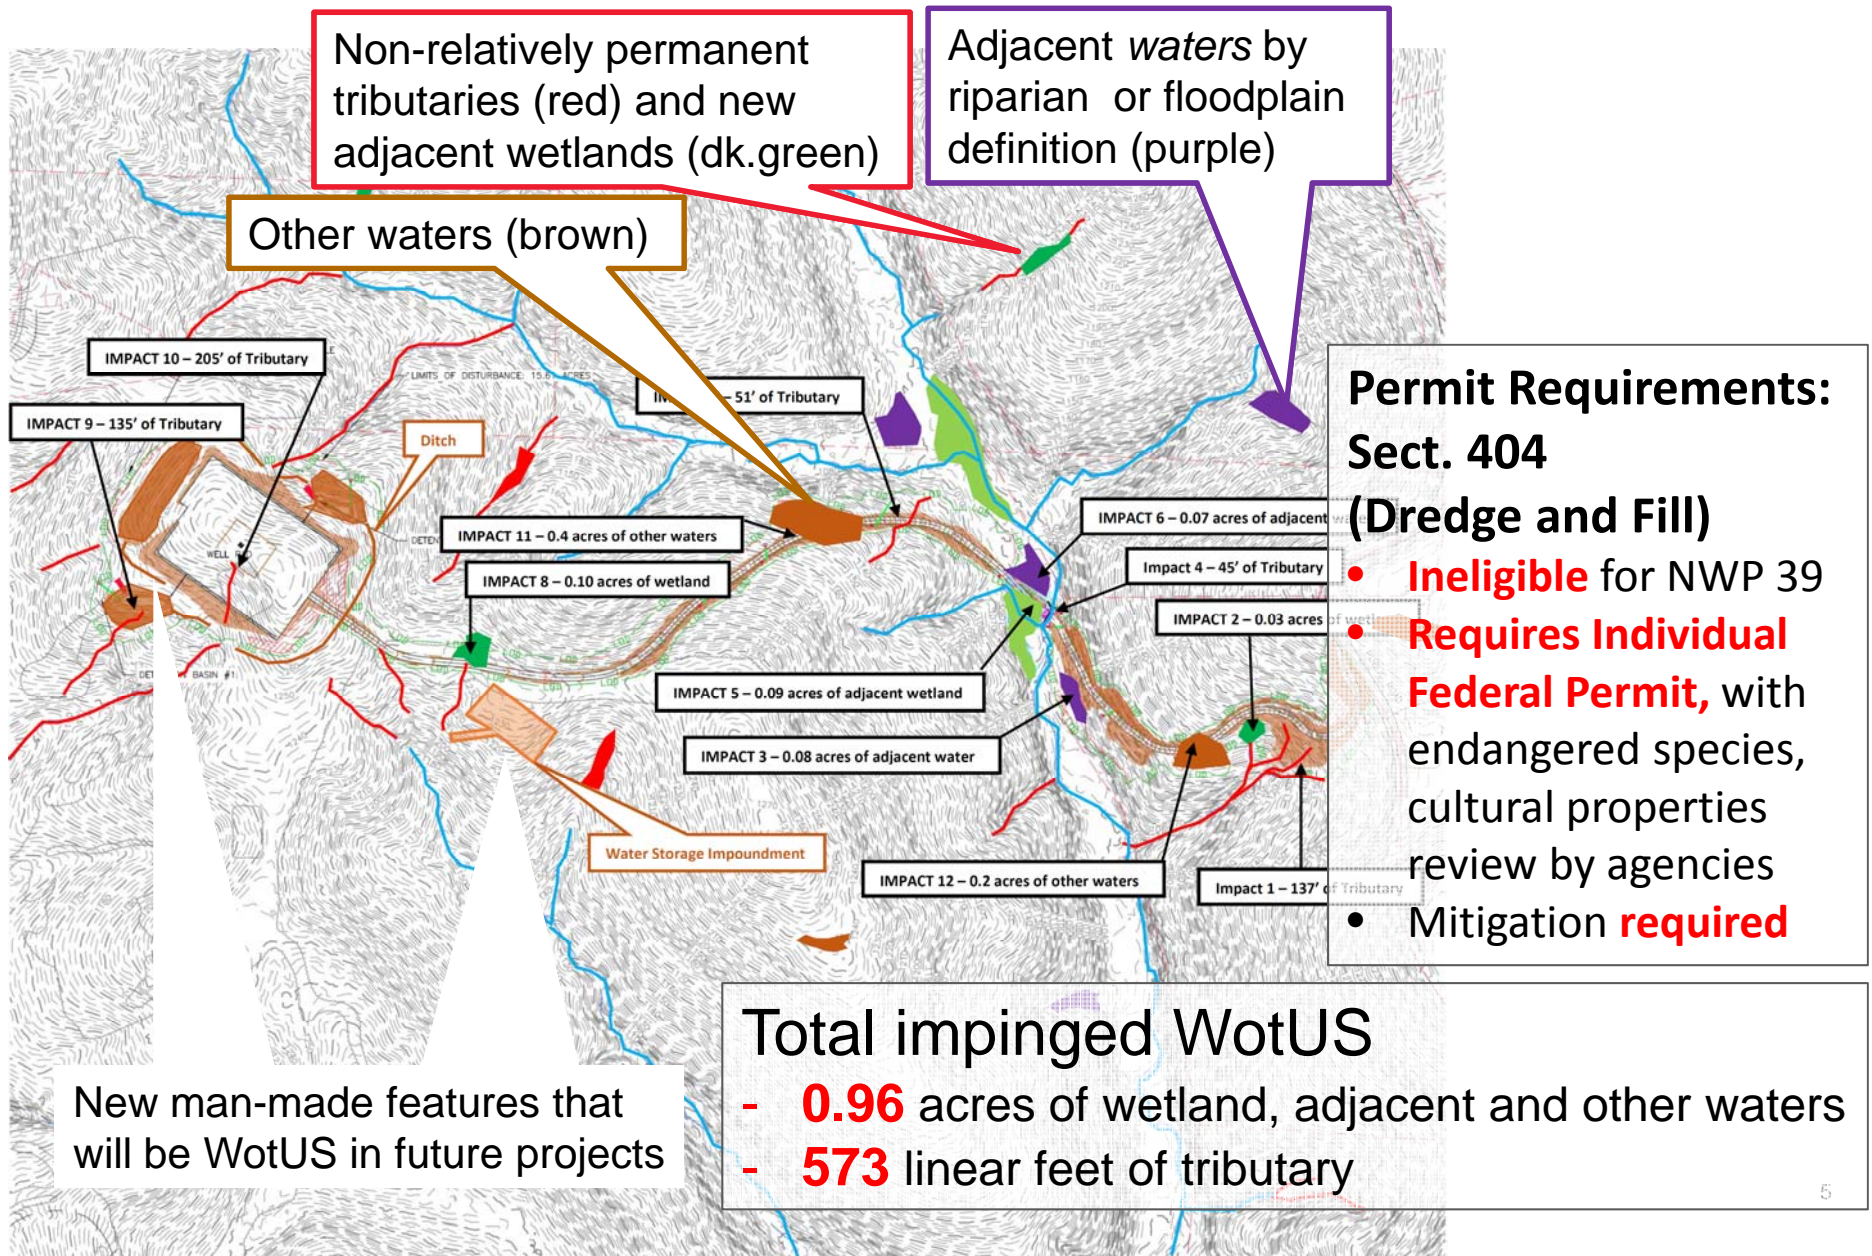 Non-relatively permanent
tributaries (red) and new
adjacent wetlands (dk.green)
Adjacent waters by
riparian or floodplain
definition (purple)
Other waters (brown)
IMPACT 10 – 205' of Tributary
LIMITS OF DISTURBANCE: 15.61 ACRES
– 51' of Tributary
IMPACT 9 – 135' of Tributary
Ditch
IMPACT 11 – 0.4 acres of other waters
IMPACT 8 – 0.10 acres of wetland
WELL
IMPACT 6 – 0.07 acres of adjacent
Impact 4 – 45' of Tributary
IMPACT 2 – 0.03 acres of
IMPACT 5 – 0.09 acres of adjacent wetland
BASIN #1
IMPACT 3 – 0.08 acres of adjacent water
Water Storage Impoundment
IMPACT 12 – 0.2 acres of other waters
Impact 1 – 137' of Tributary
Permit Requirements:
Sect. 404
(Dredge and Fill)
• Ineligible for NWP 39
• Requires Individual
Federal Permit, with
endangered species,
cultural properties
review by agencies
• Mitigation required
New man-made features that
will be WotUS in future projects
Total impinged WotUS
- 0.96 acres of wetland, adjacent and other waters
- 573 linear feet of tributary
5